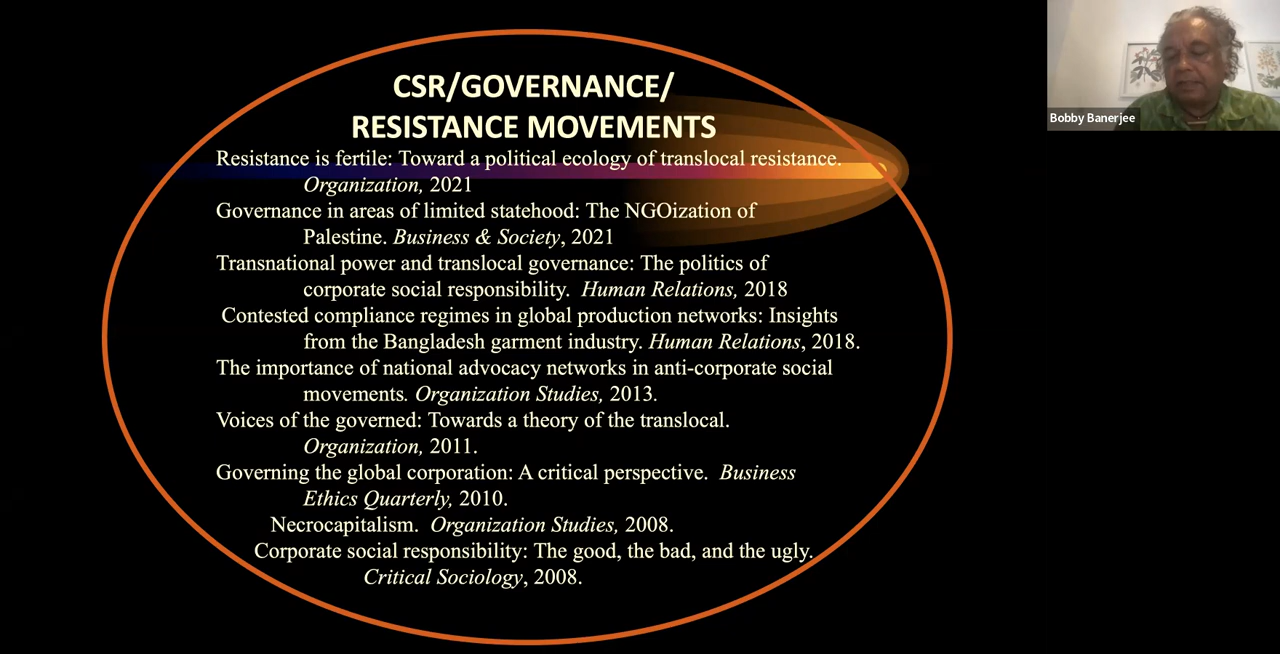 CSR/GOVERNANCE/
RESISTANCE MOVEMENTS
Resistance is fertile: Toward a political ecology of translocal resistance.
Organization, 2021
Governance in areas of limited statehood: The NGOization of
Palestine. Business & Society, 2021
Transnational power and translocal governance: The politics of
corporate social responsibility. Human Relations, 2018
Contested compliance regimes in global production networks: Insights
from the Bangladesh garment industry. Human Relations, 2018.
The importance of national advocacy networks in anti-corporate social
movements. Organization Studies, 2013.
Voices of the governed: Towards a theory of the translocal.
Organization, 2011.
Governing the global corporation: A critical perspective. Business
Ethics Quarterly, 2010.
Necrocapitalism. Organization Studies, 2008.
Corporate social responsibility: The good, the bad, and the ugly.
Critical Sociology, 2008.
Bobby Banerjee